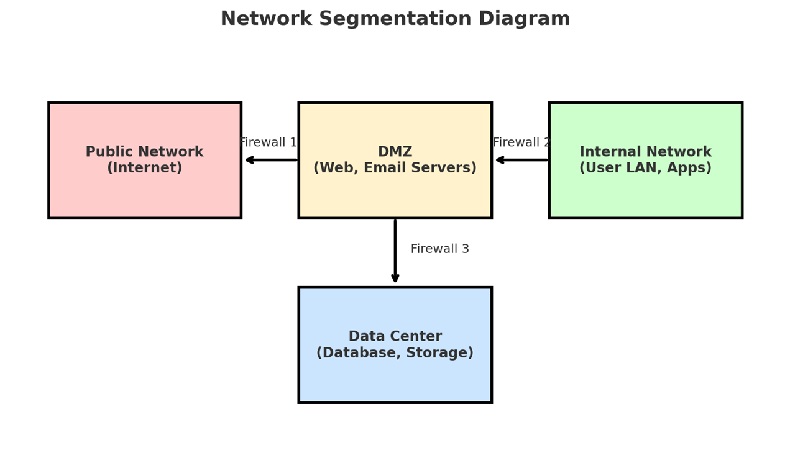 Network Segmentation Diagram
Public Network
(Internet)
Firewall 1
DMZ
(Web, Email Servers)
Firewall 2
Internal Network
(User LAN, Apps)
Firewall 3
Data Center
(Database, Storage)